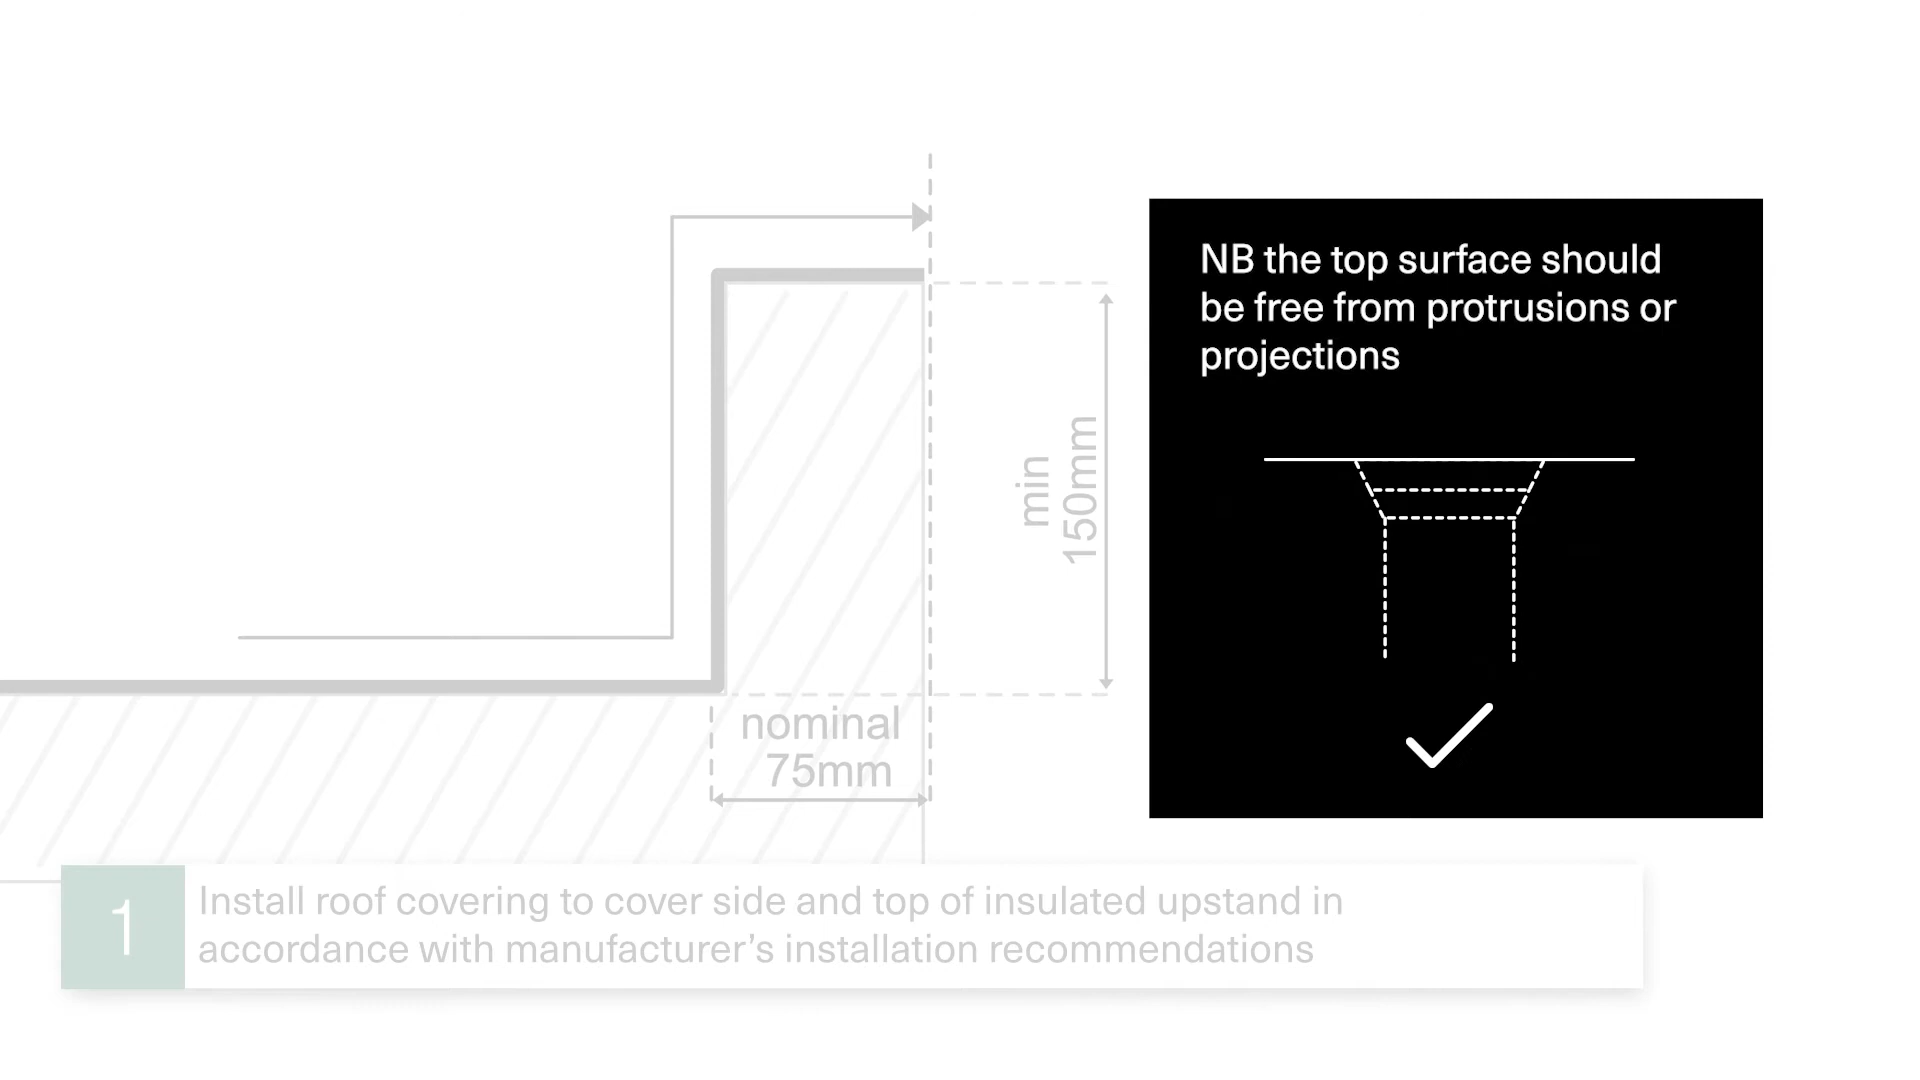 NB the top surface should
be free from protrusions or
projections
min
150mm
nominal
75mm
1
Install roof covering to cover side and top of insulated upstand in
accordance with manufacturer’s installation recommendations